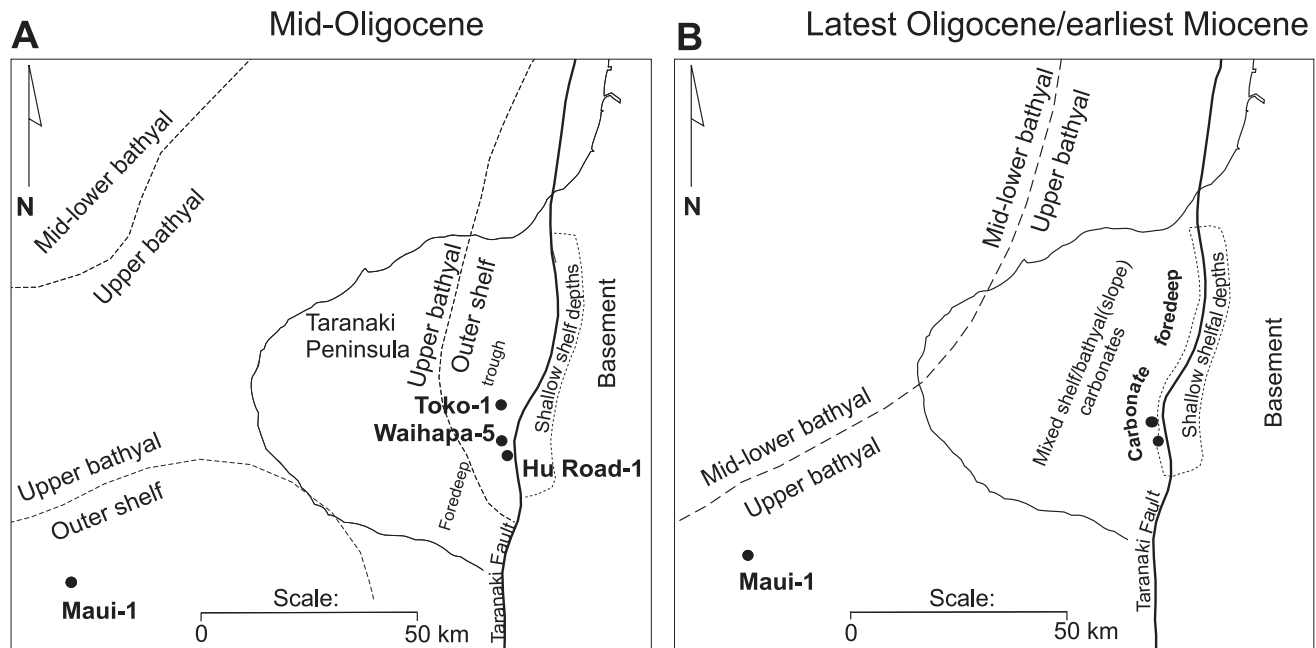 A
Mid-Oligocene
N
Mid-lower bathyal
Upper bathyal
Upper bathyal
Outer shelf
Taranaki
Peninsula
trough
Shallow shelf depths
Basement
Toko-1
Waihapa-5
Hu Road-1
Foredeep
Upper bathyal
Outer shelf
Taranaki Fault
Maui-1
Scale:
0
50 km
B
Latest Oligocene/earliest Miocene
N
Mid-lower bathyal
Upper bathyal
Mixed shelf/bathyal(slope)
carbonates
Carbonate foredeep
Shallow shelfal depths
Basement
Mid-lower bathyal
Upper bathyal
Taranaki Fault
Maui-1
Scale:
0
50 km